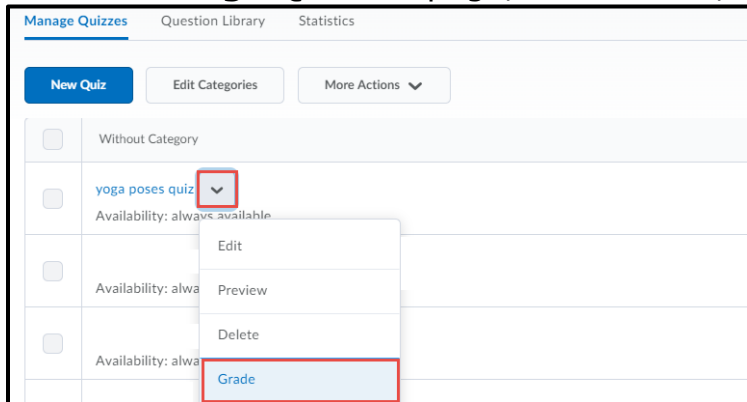 Manage Quizzes Question Library Statistics
New Quiz Edit Categories More Actions
Without Category
yoga poses quiz
Availability: always available
Edit
Availability: alwa
Preview
Delete
Availability: alwa
Grade